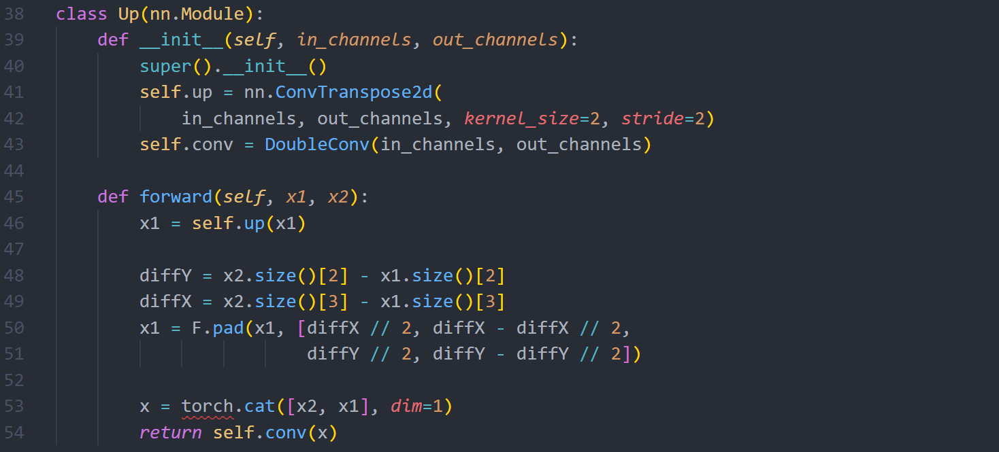 38 class Up(nn.Module):
39     def __init__(self, in_channels, out_channels):
40         super().__init__()
41         self.up = nn.ConvTranspose2d(
42             in_channels, out_channels, kernel_size=2, stride=2)
43         self.conv = DoubleConv(in_channels, out_channels)
44
45     def forward(self, x1, x2):
46         x1 = self.up(x1)
47
48         diffY = x2.size()[2] - x1.size()[2]
49         diffX = x2.size()[3] - x1.size()[3]
50         x1 = F.pad(x1, [diffX // 2, diffX - diffX // 2,
51                         diffY // 2, diffY - diffY // 2])
52
53         x = torch.cat([x2, x1], dim=1)
54         return self.conv(x)